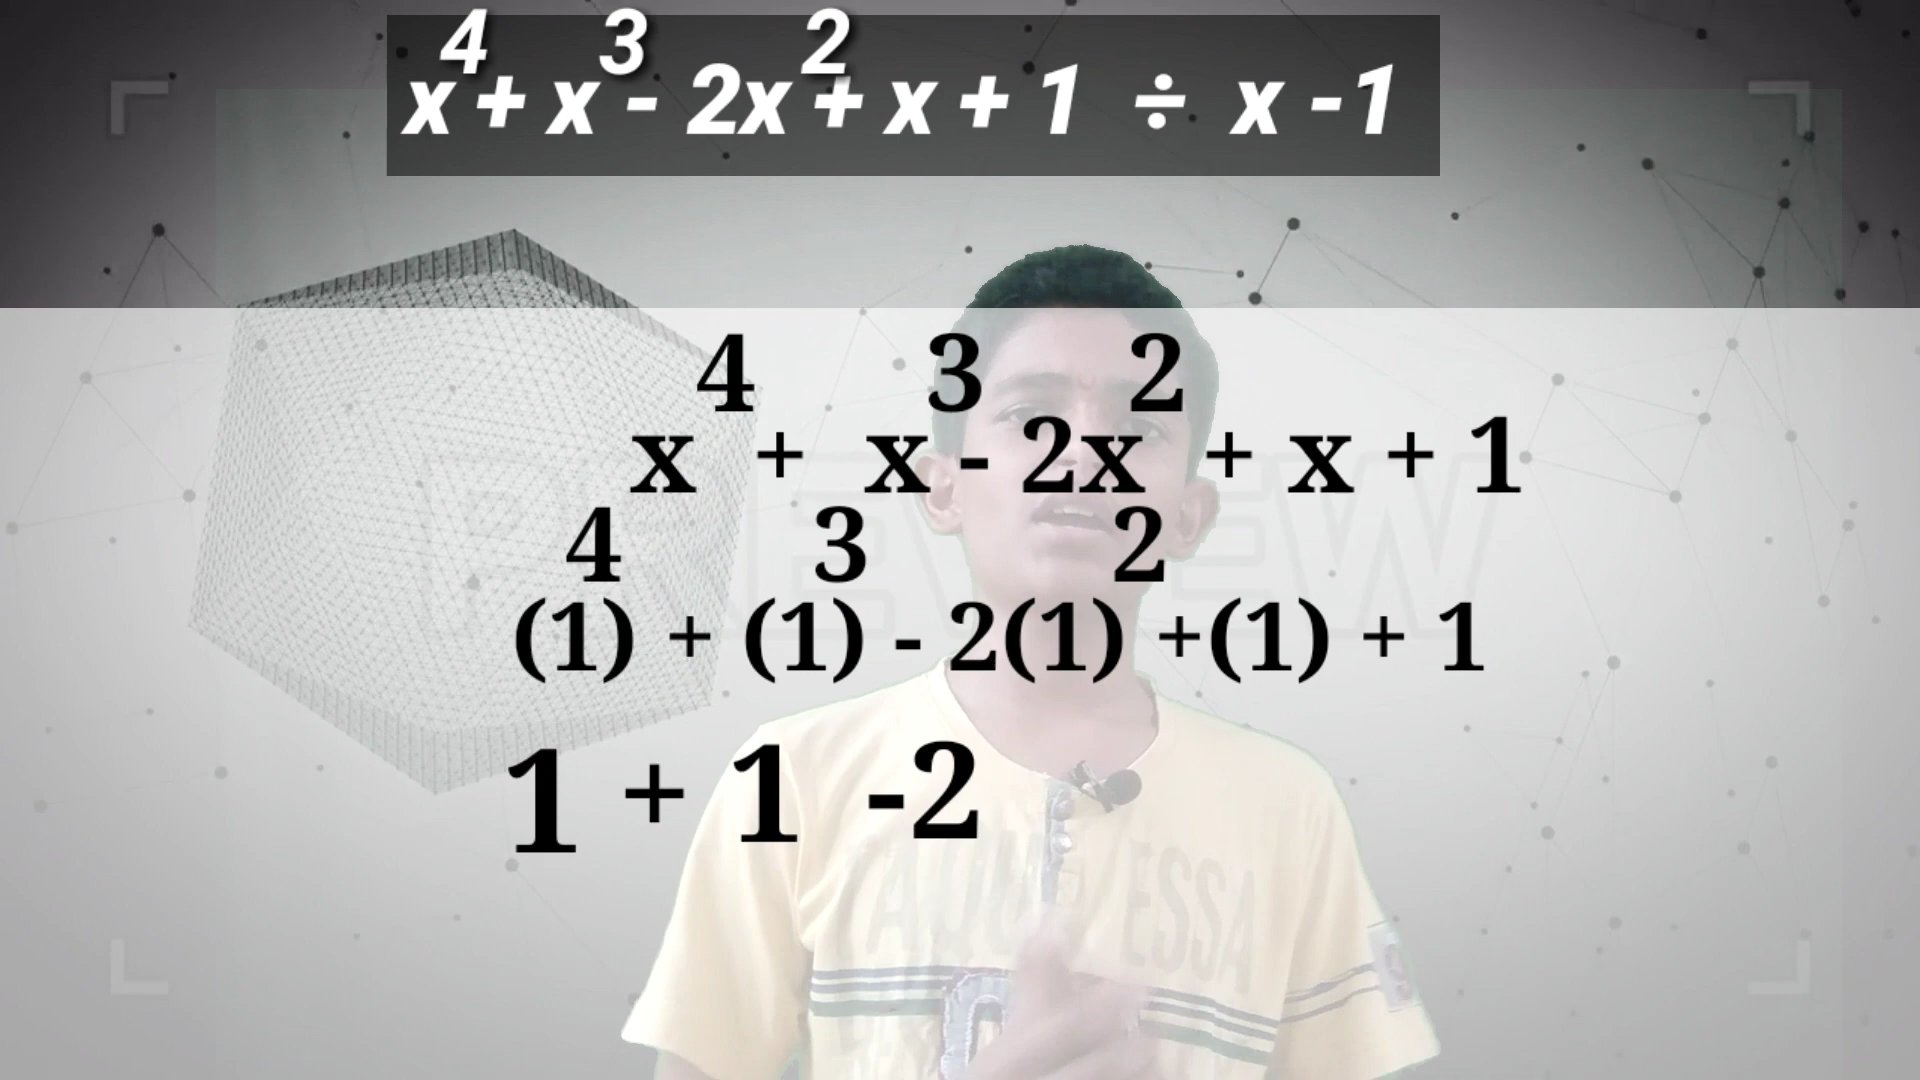 x⁴ + x³ - 2x² + x + 1 ÷ x - 1
x⁴ + x³ - 2x² + x + 1
(1)⁴ + (1)³ - 2(1)² + (1) + 1
1 + 1 - 2
PREVIEW